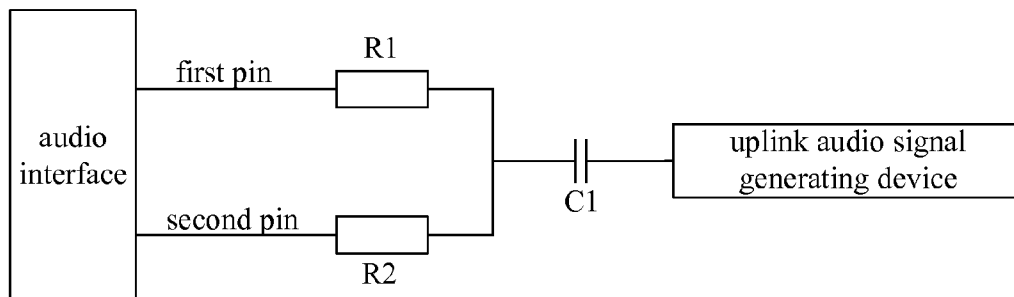 audio
interface
first pin
R1
second pin
R2
C1
uplink audio signal
generating device